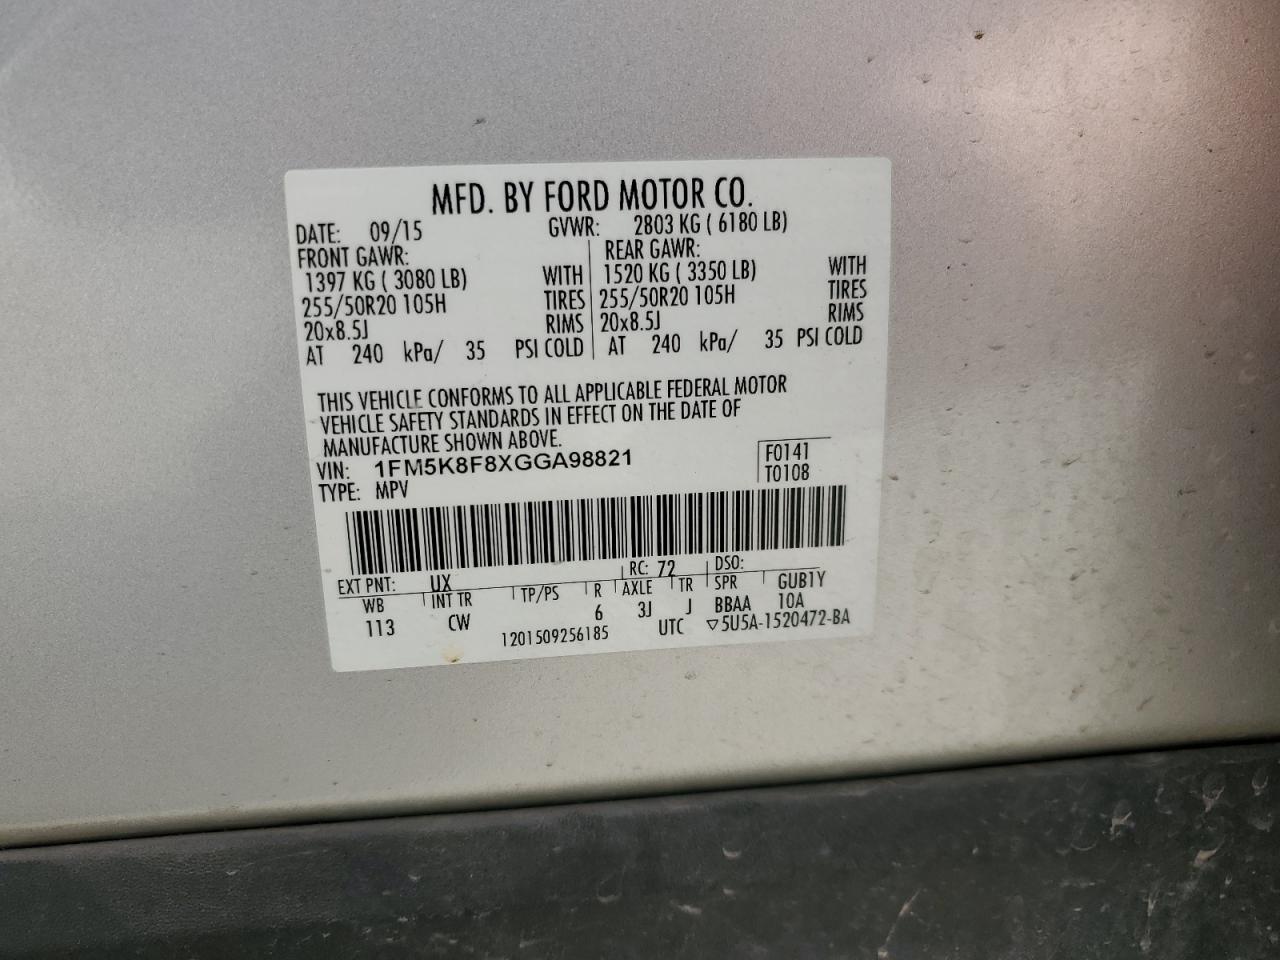 MFD. BY FORD MOTOR CO.
DATE: 09/15 GVWR: 2803 KG ( 6180 LB)
FRONT GAWR: REAR GAWR:
1397 KG ( 3080 LB) WITH 1520 KG ( 3350 LB) WITH
255/50R20 105H TIRES 255/50R20 105H TIRES
20x8.5J RIMS 20x8.5J RIMS
AT 240 kPa/ 35 PSI COLD AT 240 kPa/ 35 PSI COLD
THIS VEHICLE CONFORMS TO ALL APPLICABLE FEDERAL MOTOR
VEHICLE SAFETY STANDARDS IN EFFECT ON THE DATE OF
MANUFACTURE SHOWN ABOVE.
VIN: 1FM5K8F8XGGA98821 F0141
TYPE: MPV T0108
EXT PNT: UX RC: 72 DSO:
WB INT TR TP/PS R AXLE TR SPR GUB1Y
113 CW 6 3J J BBAA 10A
1201509256185 UTC ▽5U5A-1520472-BA